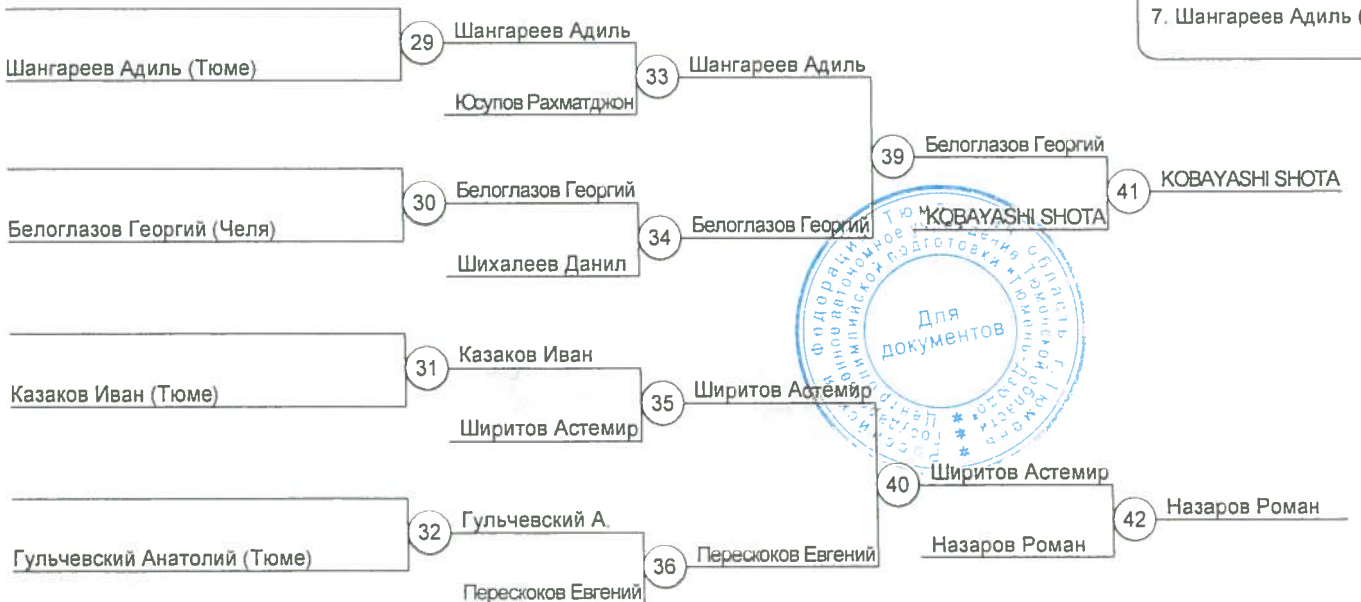 7. Шангареев Адиль (
Шангареев Адиль (Тюме)
29
Шангареев Адиль
Юсупов Рахматджон
33
Шангареев Адиль
Белоглазов Георгий (Челя)
30
Белоглазов Георгий
Шихалеев Данил
34
Белоглазов Георгий
39
Белоглазов Георгий
KOBAYASHI SHOTA
41
KOBAYASHI SHOTA
Казаков Иван (Тюме)
31
Казаков Иван
Ширитов Астемир
35
Ширитов Астемир
Гульчевский Анатолий (Тюме)
32
Гульчевский А.
Перескоков Евгений
36
Перескоков Евгений
40
Ширитов Астемир
Назаров Роман
42
Назаров Роман
Для
документов